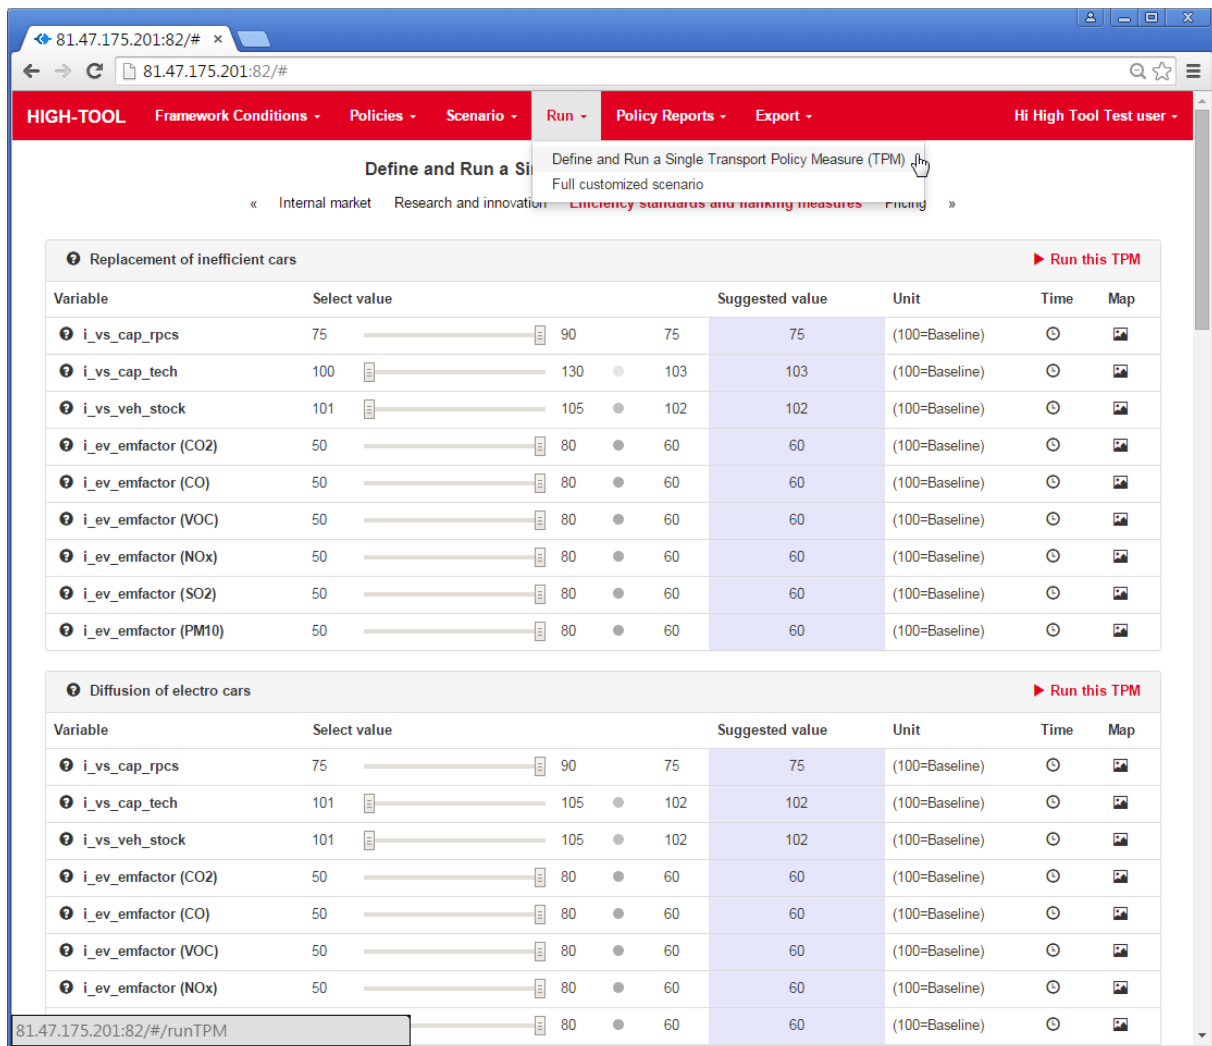 81.47.175.201:82/#
81.47.175.201:82/#
HIGH-TOOL Framework Conditions Policies Scenario Run Policy Reports Export Hi High Tool Test user
Define and Run a Single Transport Policy Measure (TPM)
Full customized scenario
Define and Run a Si
« Internal market Research and innovation Efficiency standards and flanking measures Pricing »
Replacement of inefficient cars Run this TPM
Variable Select value Suggested value Unit Time Map
i_vs_cap_rpcs 75 90 75 75 (100=Baseline)
i_vs_cap_tech 100 130 103 103 (100=Baseline)
i_vs_veh_stock 101 105 102 102 (100=Baseline)
i_ev_emfactor (CO2) 50 80 60 60 (100=Baseline)
i_ev_emfactor (CO) 50 80 60 60 (100=Baseline)
i_ev_emfactor (VOC) 50 80 60 60 (100=Baseline)
i_ev_emfactor (NOx) 50 80 60 60 (100=Baseline)
i_ev_emfactor (SO2) 50 80 60 60 (100=Baseline)
i_ev_emfactor (PM10) 50 80 60 60 (100=Baseline)
Diffusion of electro cars Run this TPM
Variable Select value Suggested value Unit Time Map
i_vs_cap_rpcs 75 90 75 75 (100=Baseline)
i_vs_cap_tech 101 105 102 102 (100=Baseline)
i_vs_veh_stock 101 105 102 102 (100=Baseline)
i_ev_emfactor (CO2) 50 80 60 60 (100=Baseline)
i_ev_emfactor (CO) 50 80 60 60 (100=Baseline)
i_ev_emfactor (VOC) 50 80 60 60 (100=Baseline)
i_ev_emfactor (NOx) 50 80 60 60 (100=Baseline)
80 60 60 (100=Baseline)
81.47.175.201:82/#/runTPM